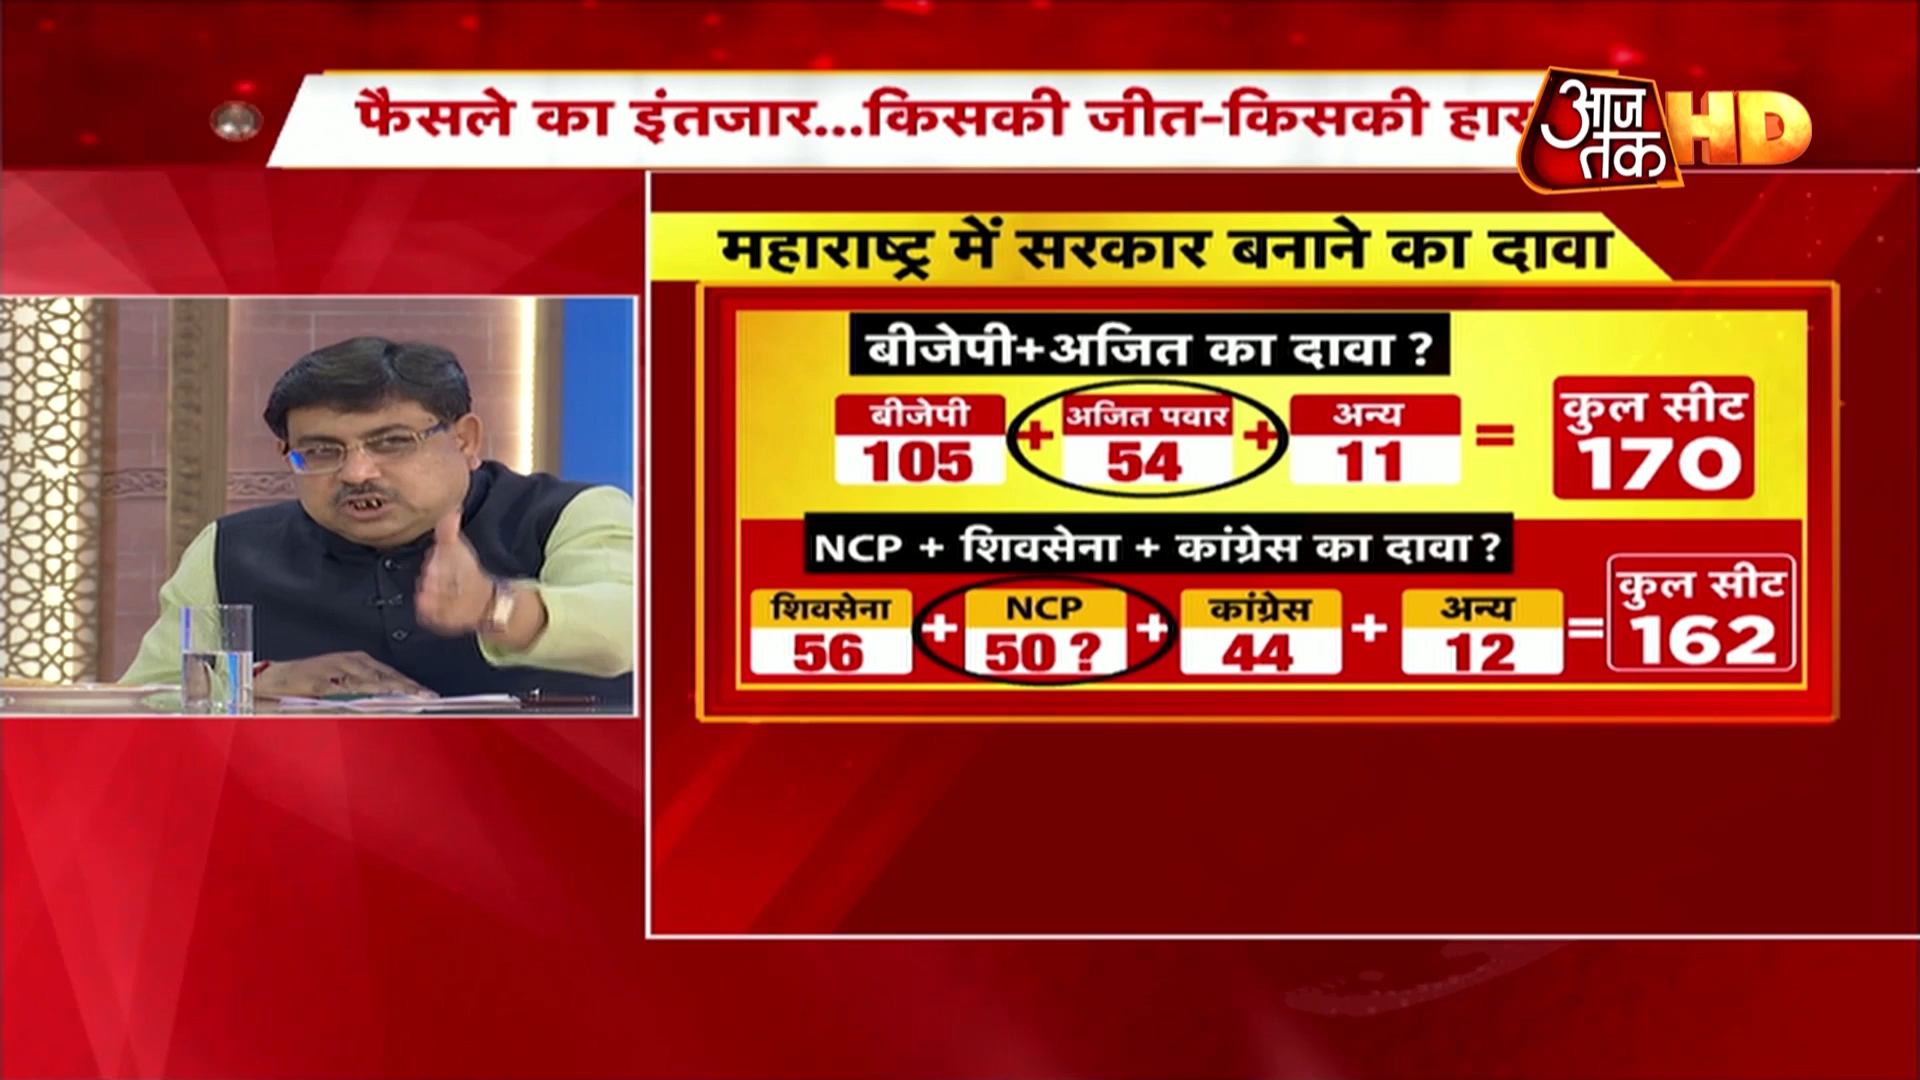 फैसले का इंतजार...किसकी जीत-किसकी हार
आज तक HD
महाराष्ट्र में सरकार बनाने का दावा
बीजेपी+अजित का दावा ?
बीजेपी + अजित पवार + अन्य = कुल सीट
105 54 11 170
NCP + शिवसेना + कांग्रेस का दावा ?
शिवसेना + NCP + कांग्रेस + अन्य = कुल सीट
56 50 ? 44 12 162